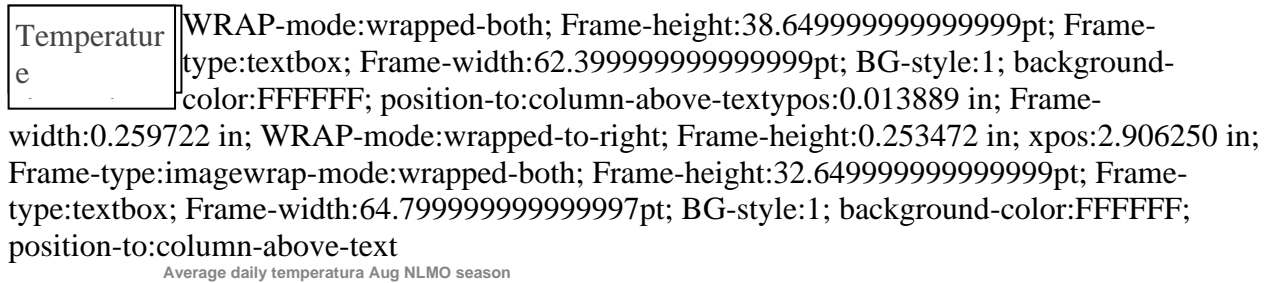 Temperatur
e
WRAP-mode:wrapped-both; Frame-height:38.649999999999999pt; Frame-
type:textbox; Frame-width:62.399999999999999pt; BG-style:1; background-
color:FFFFFF; position-to:column-above-textypos:0.013889 in; Frame-
width:0.259722 in; WRAP-mode:wrapped-to-right; Frame-height:0.253472 in; xpos:2.906250 in;
Frame-type:imagewrap-mode:wrapped-both; Frame-height:32.649999999999999pt; Frame-
type:textbox; Frame-width:64.799999999999997pt; BG-style:1; background-color:FFFFFF;
position-to:column-above-text
Average daily temperatura Aug NLMO season